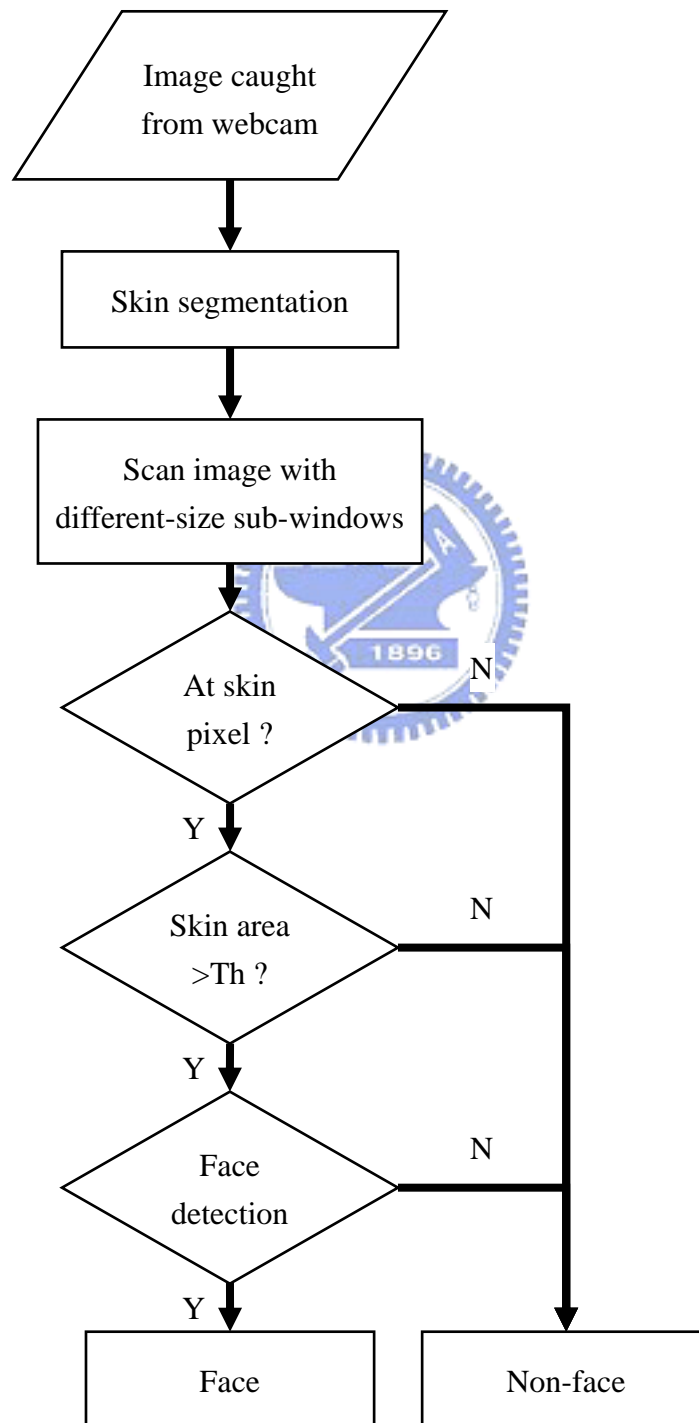 Image caught
from webcam
Skin segmentation
Scan image with
different-size sub-windows
A
1896
At skin
pixel ?
N
Y
Skin area
>Th ?
N
Y
Face
detection
N
Y
Face
Non-face